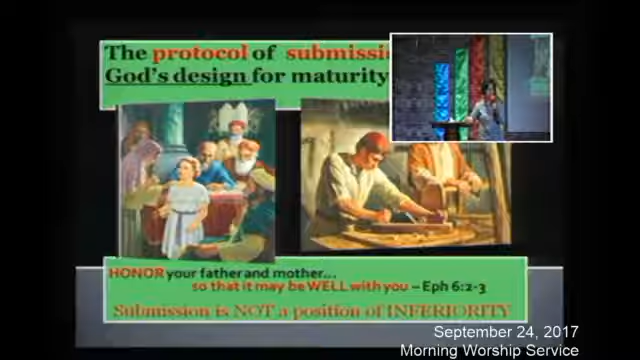 The protocol of submissi
God's design for maturity
HONOR your father and mother...
so that it may be WELL with you – Eph 6:2-3
Submission is NOT a position of INFERIORITY
September 24, 2017
Morning Worship Service